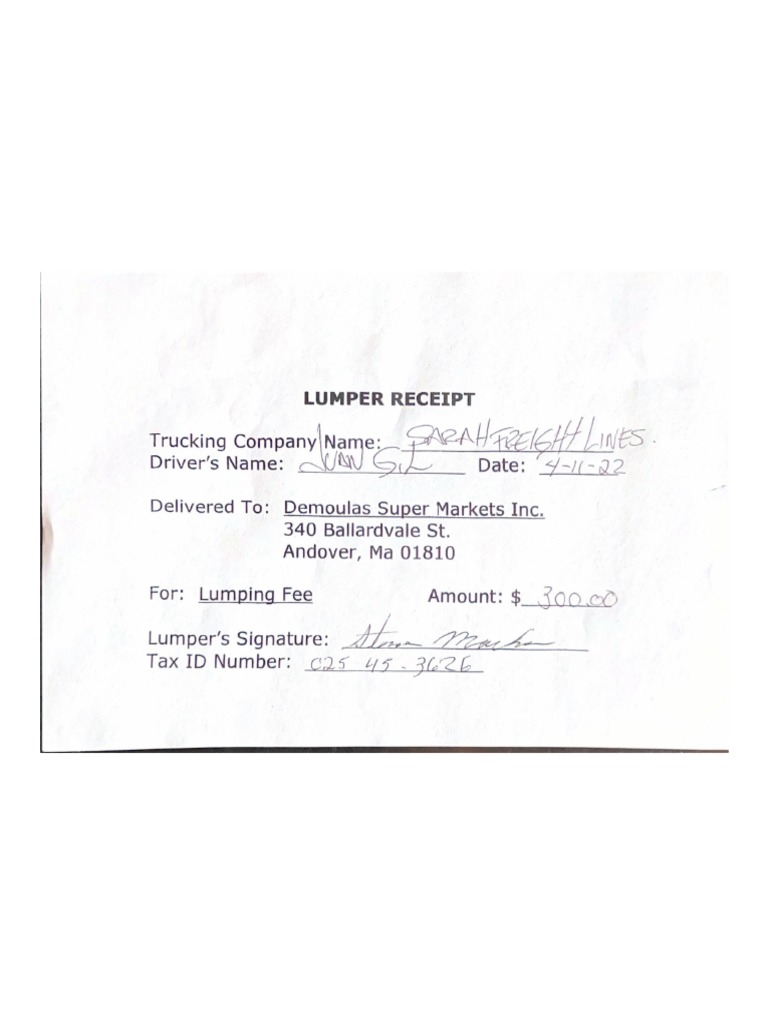 LUMPER RECEIPT
Trucking Company Name: SARAH FREIGHT LINES.
Driver's Name: JUAN GIL Date: 4-11-22
Delivered To: Demoulas Super Markets Inc.
340 Ballardvale St.
Andover, Ma 01810
For: Lumping Fee Amount: $ 300.00
Lumper's Signature:
Tax ID Number: 025 45-3626